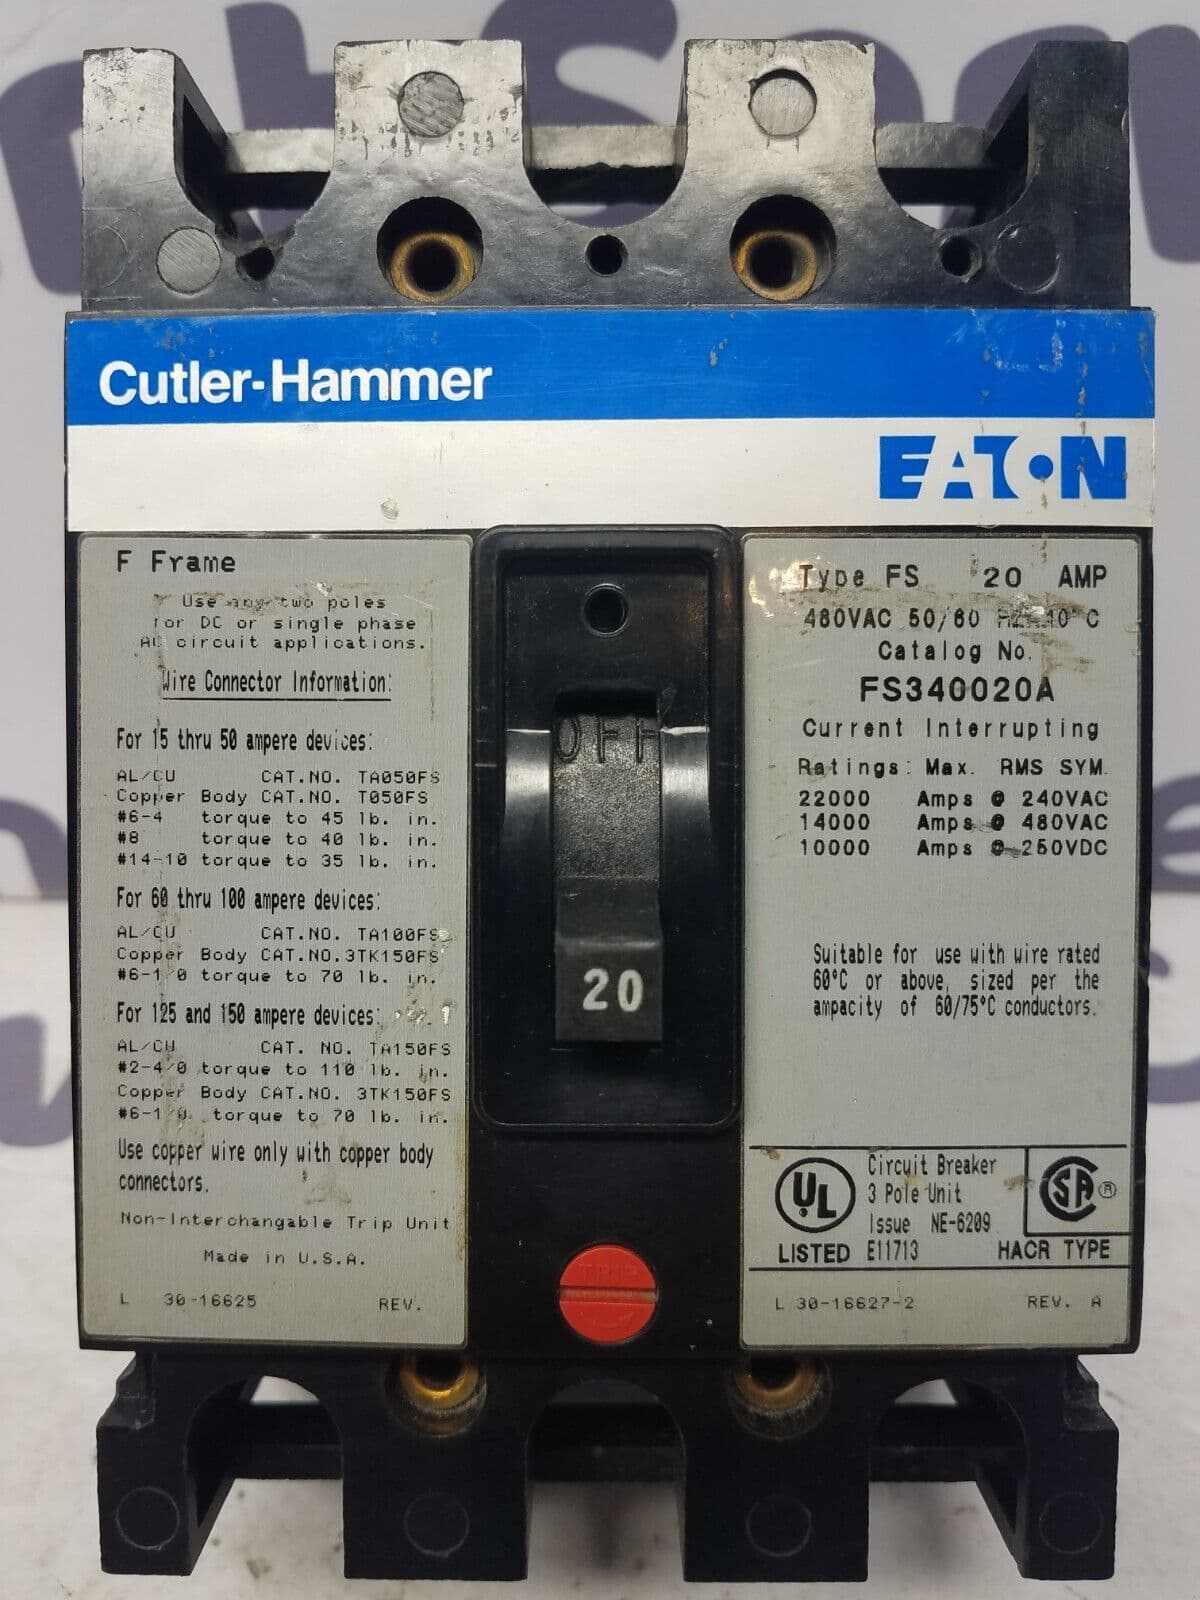 Cutler-Hammer
EATON
F Frame
Use any two poles
for DC or single phase
AC circuit applications.
Wire Connector Information:
For 15 thru 50 ampere devices:
AL/CU CAT.NO. TA050FS
Copper Body CAT.NO. T050FS
#6-4 torque to 45 lb. in.
#8 torque to 40 lb. in.
#14-10 torque to 35 lb. in.
For 60 thru 100 ampere devices:
AL/CU CAT.NO. TA100FS
Copper Body CAT.NO.3TK150FS
#6-1/0 torque to 70 lb. in.
For 125 and 150 ampere devices:
AL/CU CAT. NO. TA150FS
#2-4/0 torque to 110 lb. in.
Copper Body CAT.NO. 3TK150FS
#6-1/0 torque to 70 lb. in.
Use copper wire only with copper body
connectors.
Non-Interchangable Trip Unit
Made in U.S.A.
L 30-16625 REV.
OFF
20
TRIP
Type FS 20 AMP
480VAC 50/60 HZ 40°C
Catalog No.
FS340020A
Current Interrupting
Ratings: Max. RMS SYM.
22000 Amps @ 240VAC
14000 Amps @ 480VAC
10000 Amps @ 250VDC
Suitable for use with wire rated
60°C or above, sized per the
ampacity of 60/75°C conductors.
UL
LISTED
Circuit Breaker
3 Pole Unit
Issue NE-6209
E11713
SA ®
HACR TYPE
L 30-16627-2 REV. A